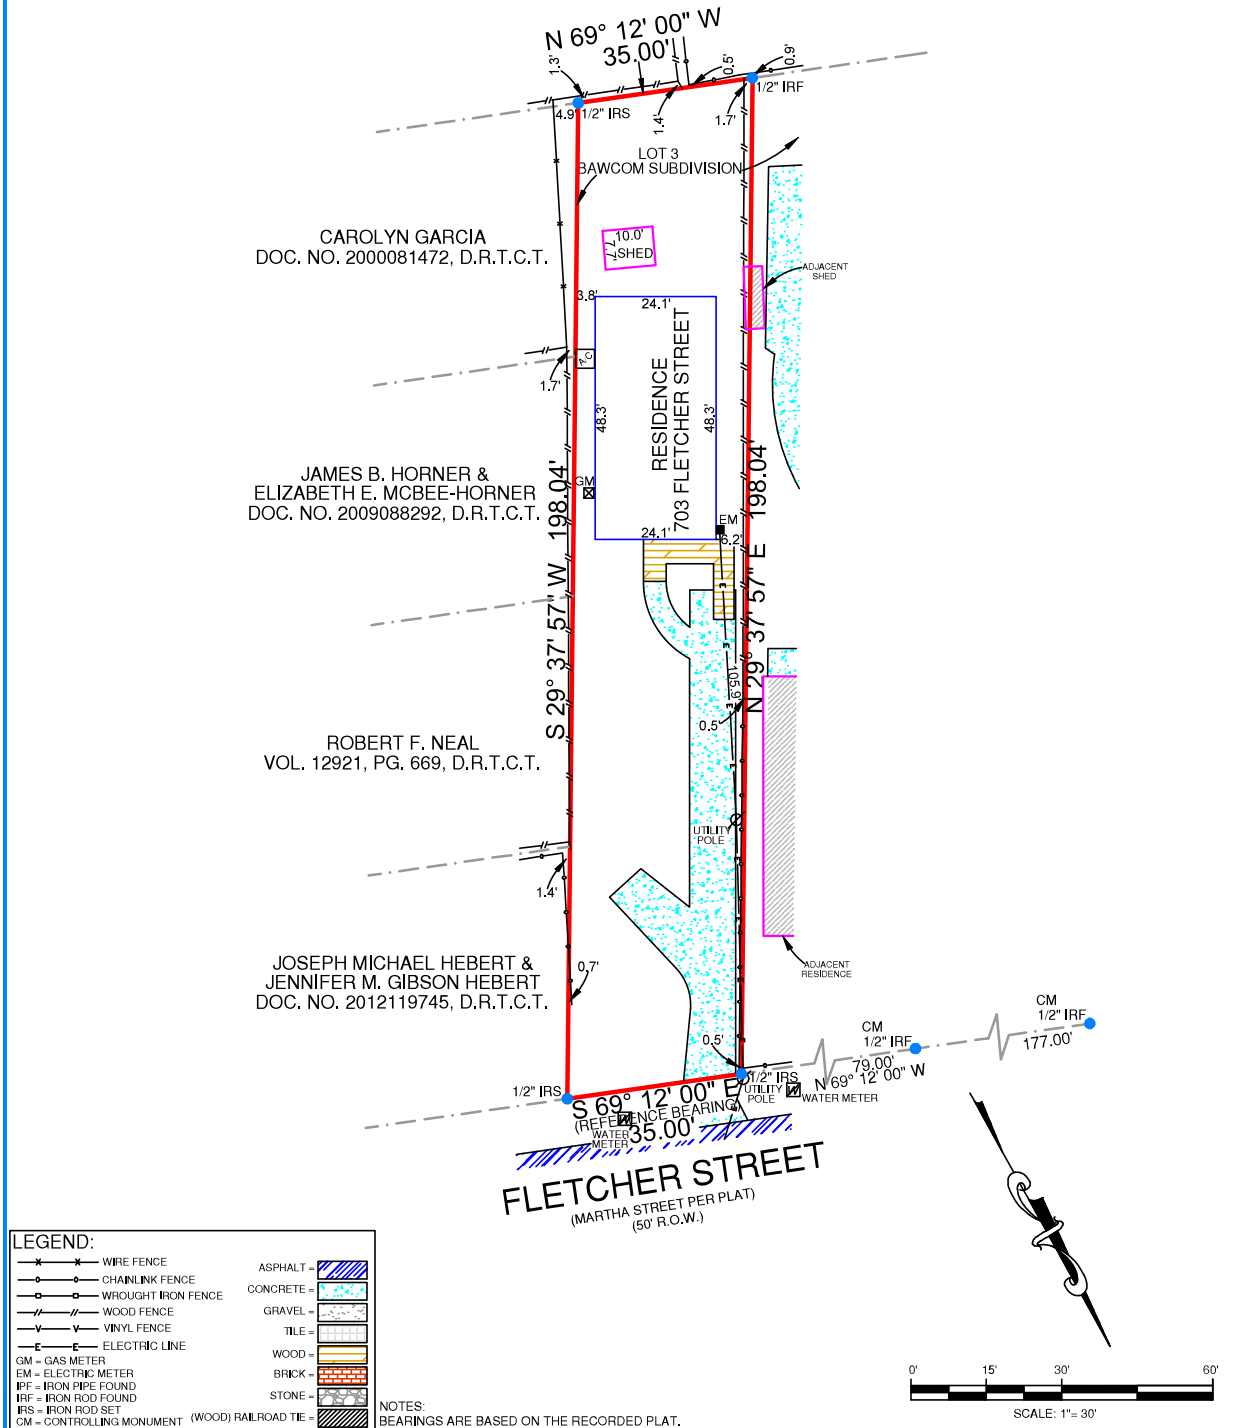 N 69° 12' 00" W
35.00'
1.3'
0.5'
0.9'
4.9'
1/2" IRS
1.4'
1.7'
1/2" IRF
LOT 3
BAWCOM SUBDIVISION
CAROLYN GARCIA
DOC. NO. 2000081472, D.R.T.C.T.
10.0'
7.7'
SHED
ADJACENT
SHED
3.8'
24.1'
A.C
1.7'
RESIDENCE
703 FLETCHER STREET
48.3'
48.3'
JAMES B. HORNER &
ELIZABETH E. MCBEE-HORNER
DOC. NO. 2009088292, D.R.T.C.T.
GM
EM
24.1'
6.2'
S 29° 37' 57" W 198.04'
N 29° 37' 57" E 198.04'
105.9'
0.5'
ROBERT F. NEAL
VOL. 12921, PG. 669, D.R.T.C.T.
UTILITY
POLE
1.4'
JOSEPH MICHAEL HEBERT &
JENNIFER M. GIBSON HEBERT
DOC. NO. 2012119745, D.R.T.C.T.
0.7'
ADJACENT
RESIDENCE
CM
1/2" IRF
177.00'
CM
1/2" IRF
79.00'
N 69° 12' 00" W
0.5'
1/2" IRS
UTILITY
POLE
W
WATER METER
1/2" IRS
S 69° 12' 00" E
(REFERENCE BEARING)
35.00'
W
WATER
METER
FLETCHER STREET
(MARTHA STREET PER PLAT)
(50' R.O.W.)
LEGEND:
WIRE FENCE
CHAINLINK FENCE
WROUGHT IRON FENCE
WOOD FENCE
VINYL FENCE
E E ELECTRIC LINE
GM = GAS METER
EM = ELECTRIC METER
IPF = IRON PIPE FOUND
IRF = IRON ROD FOUND
IRS = IRON ROD SET
CM = CONTROLLING MONUMENT
ASPHALT =
CONCRETE =
GRAVEL =
TILE =
WOOD =
BRICK =
STONE =
(WOOD) RAILROAD TIE =
NOTES:
BEARINGS ARE BASED ON THE RECORDED PLAT.
0' 15' 30' 60'
SCALE: 1"= 30'